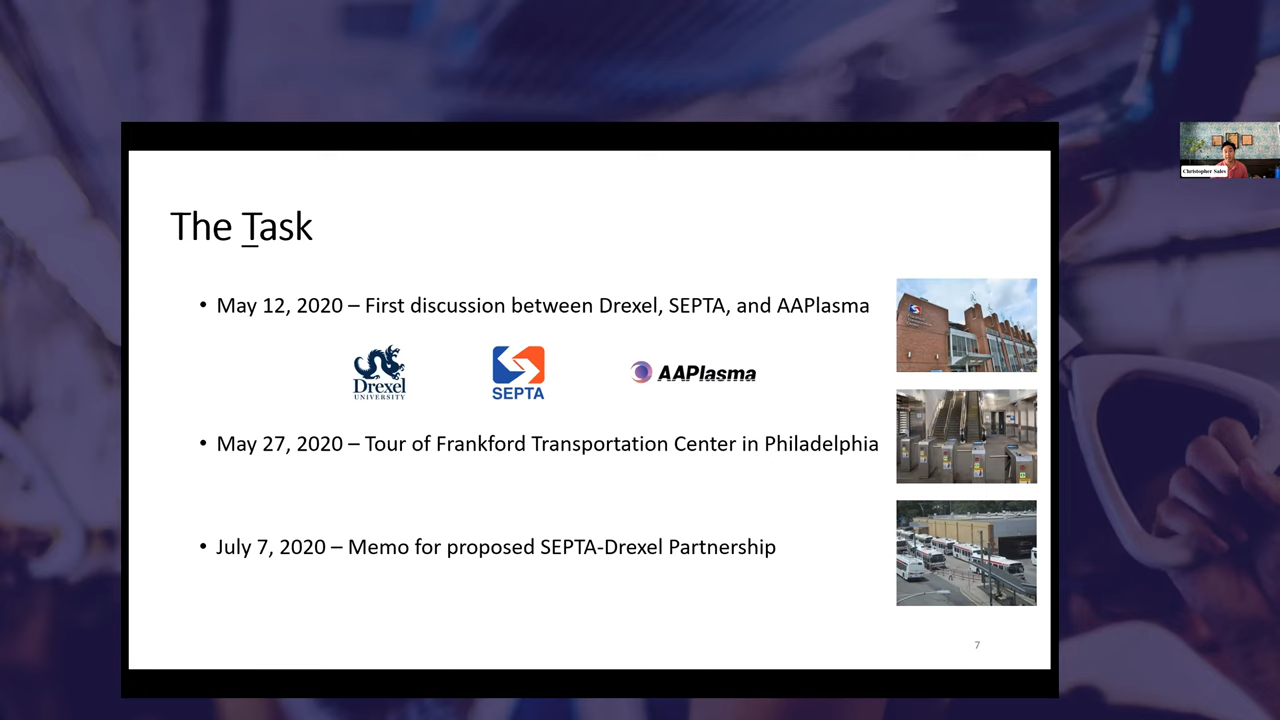 The Task
• May 12, 2020 – First discussion between Drexel, SEPTA, and AAPlasma
Drexel
UNIVERSITY
SEPTA
AAPlasma
• May 27, 2020 – Tour of Frankford Transportation Center in Philadelphia
• July 7, 2020 – Memo for proposed SEPTA-Drexel Partnership
7
Christopher Sales